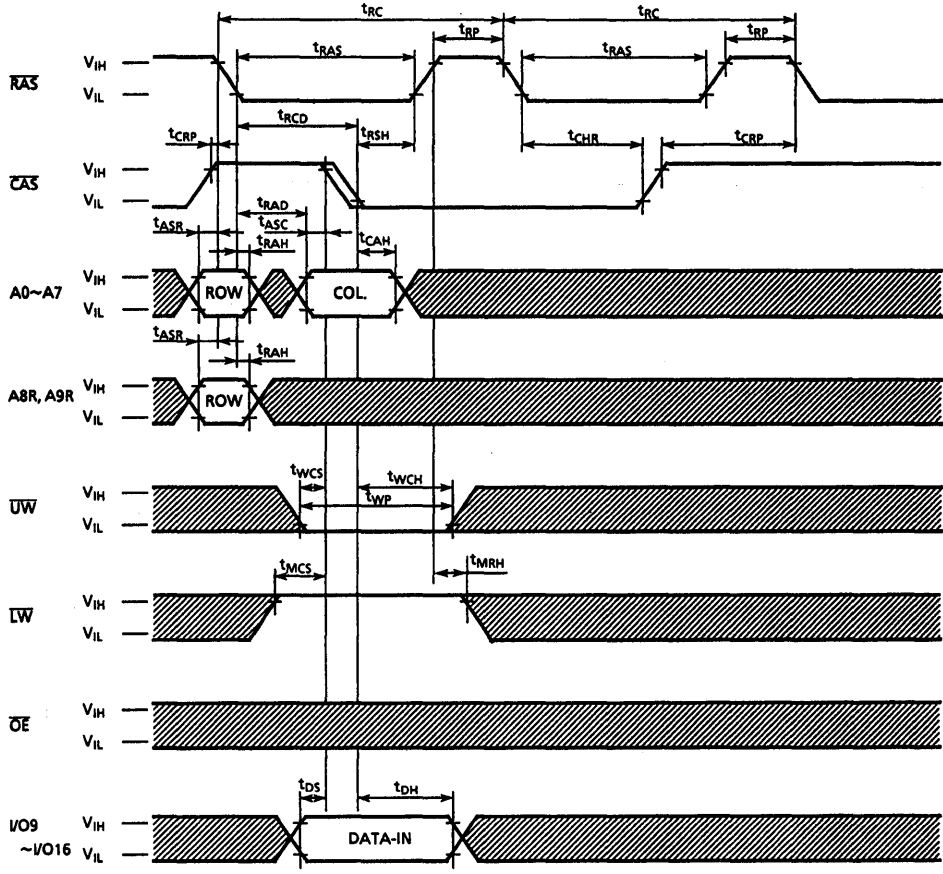 tRC tRC
tRP tRP
tRAS tRAS
RAS VIH
VIL
tRCD
tCRP tRSH tCHR tCRP
CAS VIH
VIL
tRAD
tASR tASC
tRAH tCAH
A0~A7 VIH
ROW COL.
VIL
tASR
tRAH
A8R, A9R VIH
ROW
VIL
tWCS tWCH
UW VIH
tWP
VIL
tMCS tMRH
LW VIH
VIL
OE VIH
VIL
tDS tDH
I/O9 VIH
~I/O16 DATA-IN
VIL